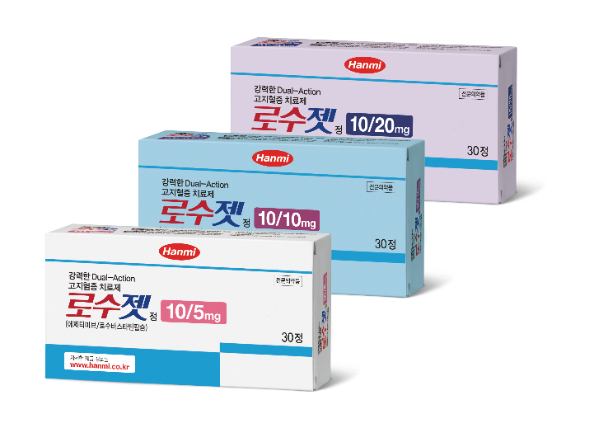 Hanmi
강력한 Dual-Action
고지혈증 치료제
로수젯정 10/20mg
전문의약품
30정
Hanmi
강력한 Dual-Action
고지혈증 치료제
로수젯정 10/10mg
전문의약품
30정
Hanmi
강력한 Dual-Action
고지혈증 치료제
로수젯정 10/5mg
(에제티미브/로수바스타틴칼슘)
전문의약품
30정
www.hanmi.co.kr